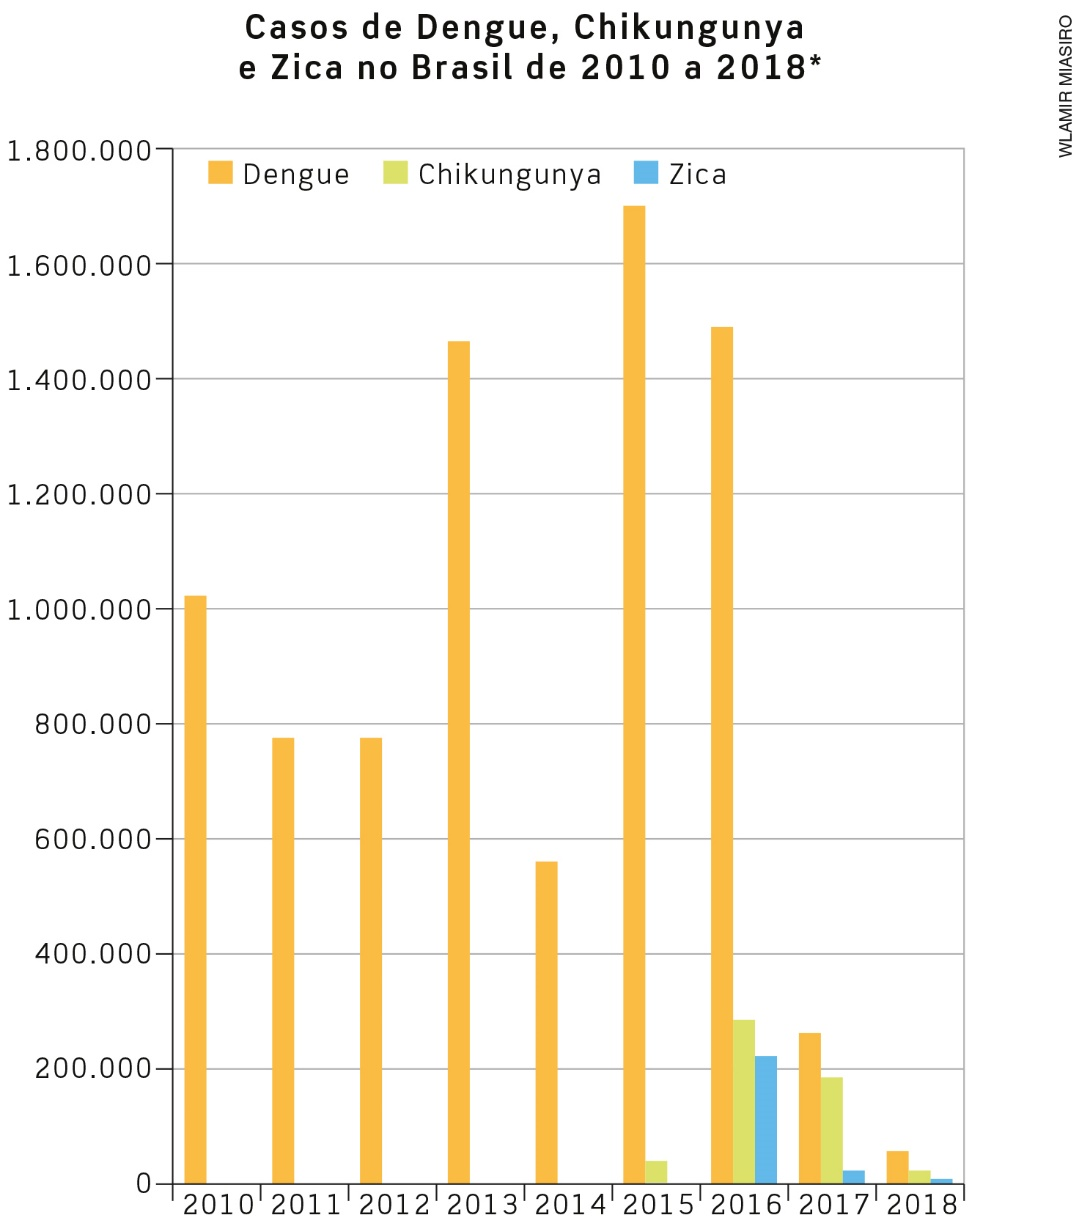 Casos de Dengue, Chikungunya
e Zica no Brasil de 2010 a 2018*
WLAMIR MIASIRO
Dengue Chikungunya Zica
1.800.000
1.600.000
1.400.000
1.200.000
1.000.000
800.000
600.000
400.000
200.000
0
2010 2011 2012 2013 2014 2015 2016 2017 2018